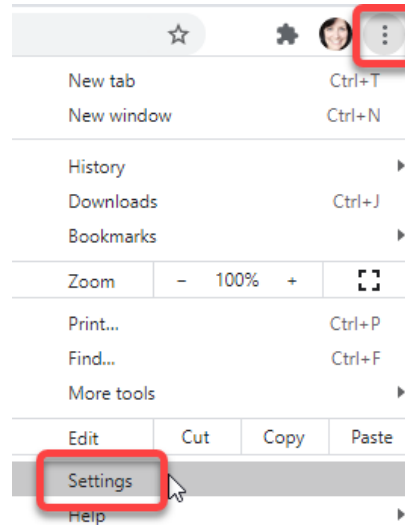 New tab Ctrl+T
New window Ctrl+N
History
Downloads Ctrl+J
Bookmarks
Zoom - 100% +
Print... Ctrl+P
Find... Ctrl+F
More tools
Edit Cut Copy Paste
Settings
Help